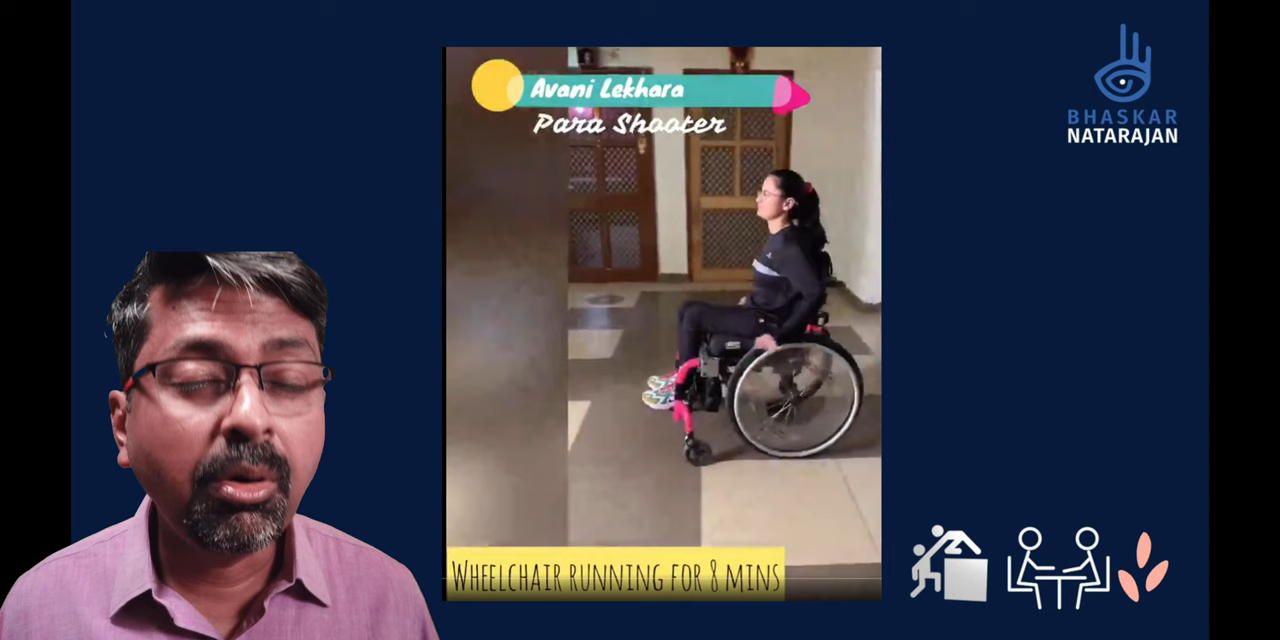 Avani Lekhara
Para Shooter
BHASKAR
NATARAJAN
WHEELCHAIR RUNNING FOR 8 MINS